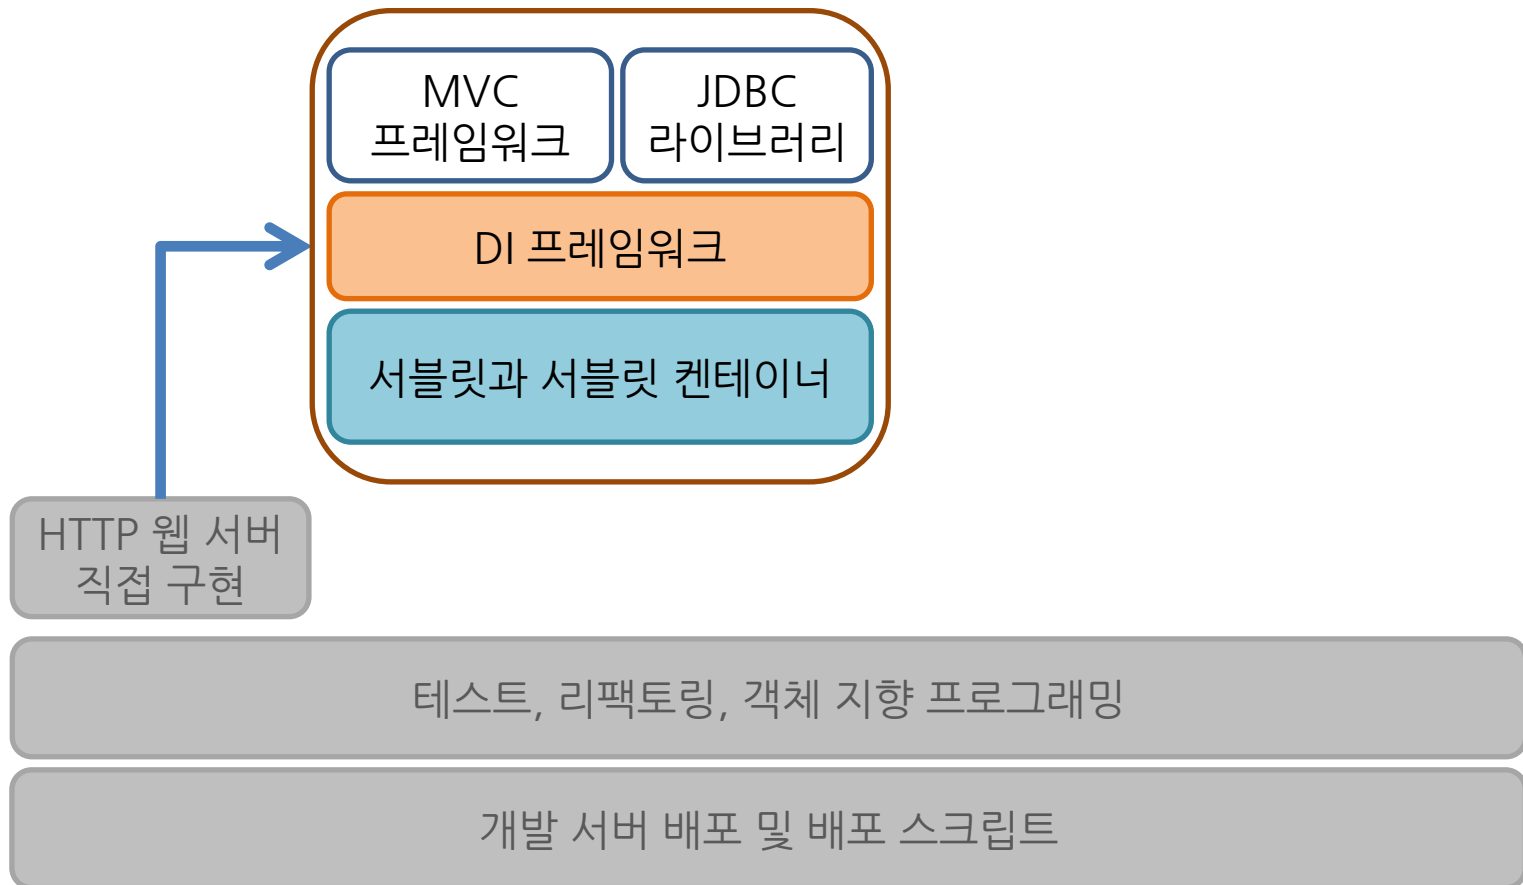 MVC
프레임워크
JDBC
라이브러리
DI 프레임워크
서블릿과 서블릿 켄테이너
HTTP 웹 서버
직접 구현
테스트, 리팩토링, 객체 지향 프로그래밍
개발 서버 배포 및 배포 스크립트